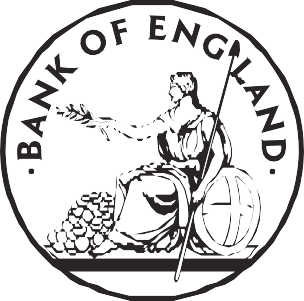 · BANK OF ENGLAND ·